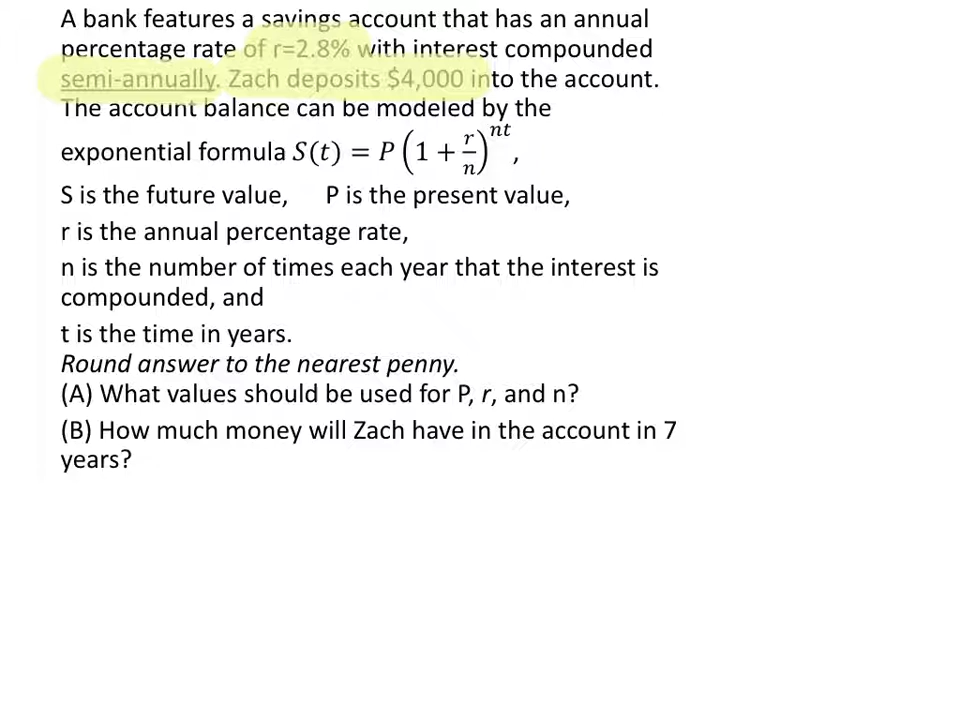 A bank features a savings account that has an annual
percentage rate of r=2.8% with interest compounded
semi-annually. Zach deposits $4,000 into the account.
The account balance can be modeled by the
exponential formula S(t) = P(1 + r/n)^nt,
S is the future value, P is the present value,
r is the annual percentage rate,
n is the number of times each year that the interest is
compounded, and
t is the time in years.
Round answer to the nearest penny.
(A) What values should be used for P, r, and n?
(B) How much money will Zach have in the account in 7
years?